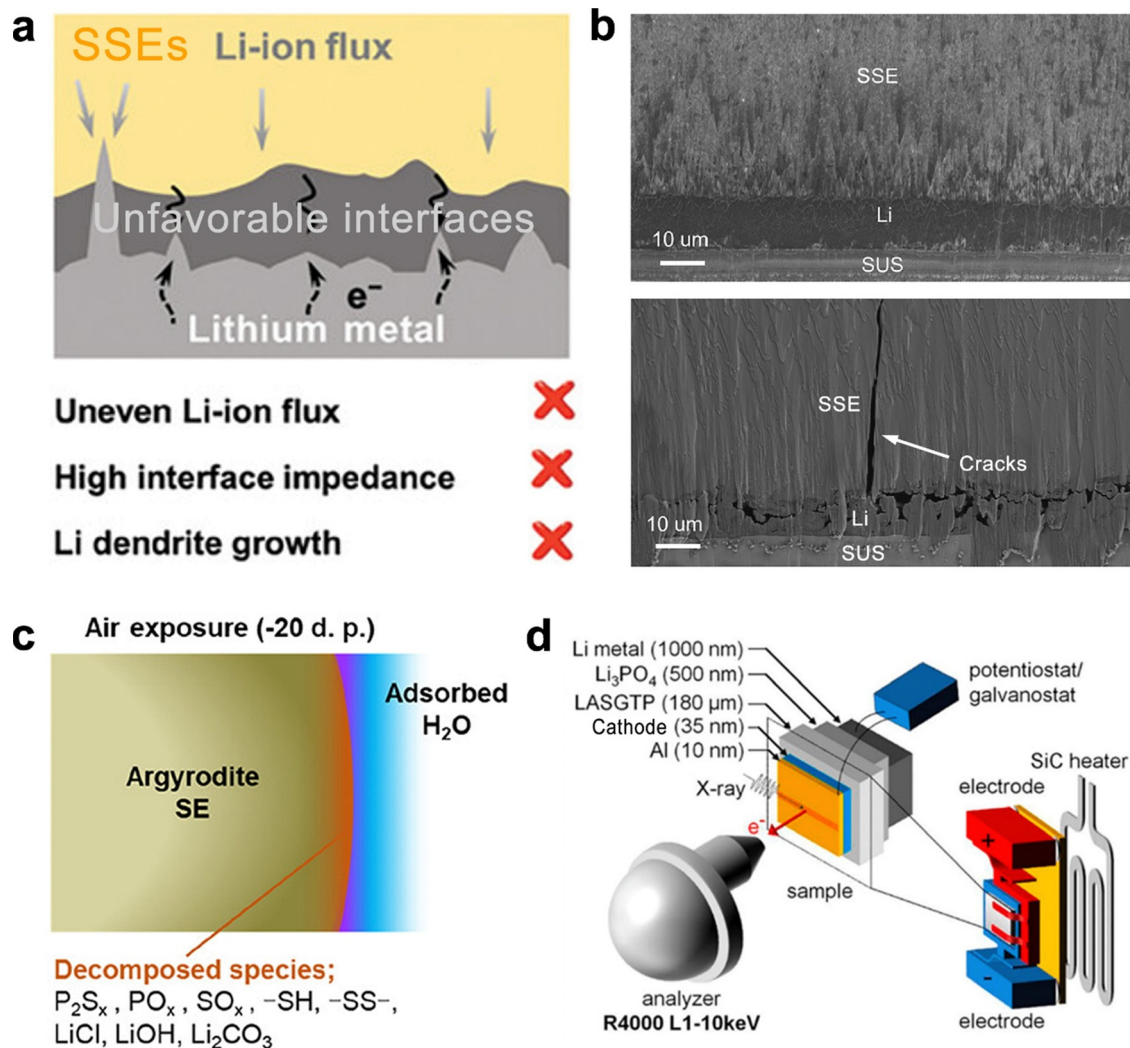 a
SSEs Li-ion flux
Unfavorable interfaces
e⁻
Lithium metal
Uneven Li-ion flux
High interface impedance
Li dendrite growth
b
SSE
Li
10 um
SUS
SSE
Cracks
Li
10 um
SUS
c
Air exposure (-20 d. p.)
Adsorbed
H₂O
Argyrodite
SE
Decomposed species;
P₂Sₓ , POₓ , SOₓ , –SH, –SS–,
LiCl, LiOH, Li₂CO₃
d
Li metal (1000 nm)
Li₃PO₄ (500 nm)
LASGTP (180 µm)
Cathode (35 nm)
Al (10 nm)
X-ray
e⁻
sample
potentiostat/
galvanostat
SiC heater
electrode
+
-
electrode
analyzer
R4000 L1-10keV